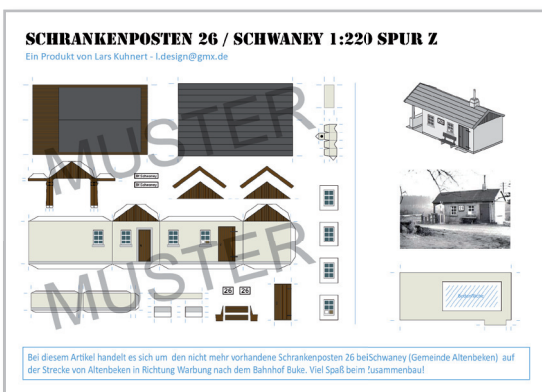 SCHRANKENPOSTEN 26 / SCHWANEY 1:220 SPUR Z
Ein Produkt von Lars Kuhnert - l.design@gmx.de
MUSTER
MUSTER
26 26
Bei diesem Artikel handelt es sich um den nicht mehr vorhandene Schrankenposten 26 beiSchwaney (Gemeinde Altenbeken) auf
der Strecke von Altenbeken in Richtung Warbung nach dem Bahnhof Buke. Viel Spaß beim !usammenbau!